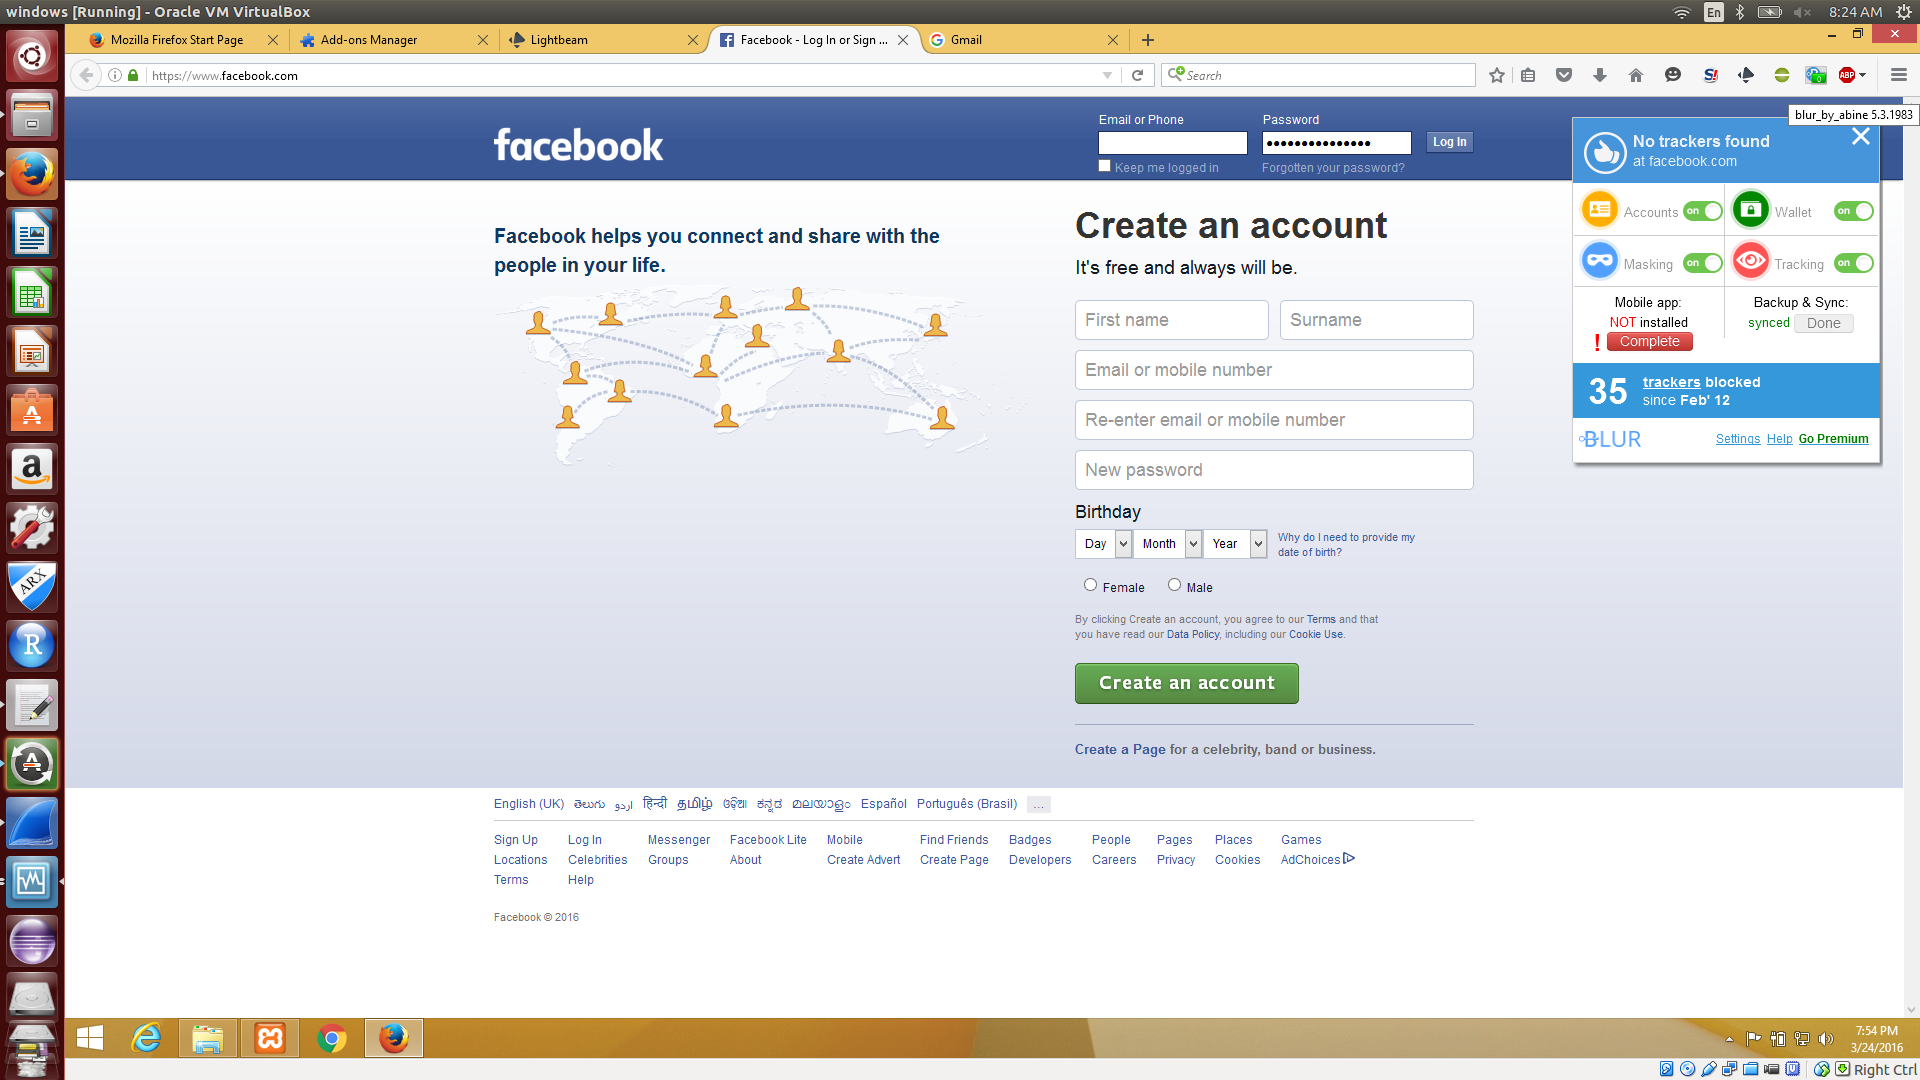 windows [Running] - Oracle VM VirtualBox
En
8:24 AM
Mozilla Firefox Start Page
Add-ons Manager
Lightbeam
Facebook - Log In or Sign ...
Gmail
https://www.facebook.com
Search
ABP
blur_by_abine 5.3.1983
facebook
Email or Phone
Password
Log In
Keep me logged in
Forgotten your password?
No trackers found
at facebook.com
Accounts on
Wallet on
Masking on
Tracking on
Mobile app:
NOT installed
! Complete
Backup & Sync:
synced Done
35 trackers blocked
since Feb' 12
BLUR
Settings Help Go Premium
Facebook helps you connect and share with the
people in your life.
Create an account
It's free and always will be.
First name
Surname
Email or mobile number
Re-enter email or mobile number
New password
Birthday
Day Month Year
Why do I need to provide my
date of birth?
Female Male
By clicking Create an account, you agree to our Terms and that
you have read our Data Policy, including our Cookie Use.
Create an account
Create a Page for a celebrity, band or business.
English (UK) తెలుగు اردو हिन्दी தமிழ் ଓଡ଼ିଆ ಕನ್ನಡ മലയാളം Español Português (Brasil) ...
Sign Up Log In Messenger Facebook Lite Mobile Find Friends Badges People Pages Places Games
Locations Celebrities Groups About Create Advert Create Page Developers Careers Privacy Cookies AdChoices
Terms Help
Facebook © 2016
ARX
R
a
7:54 PM
3/24/2016
Right Ctrl